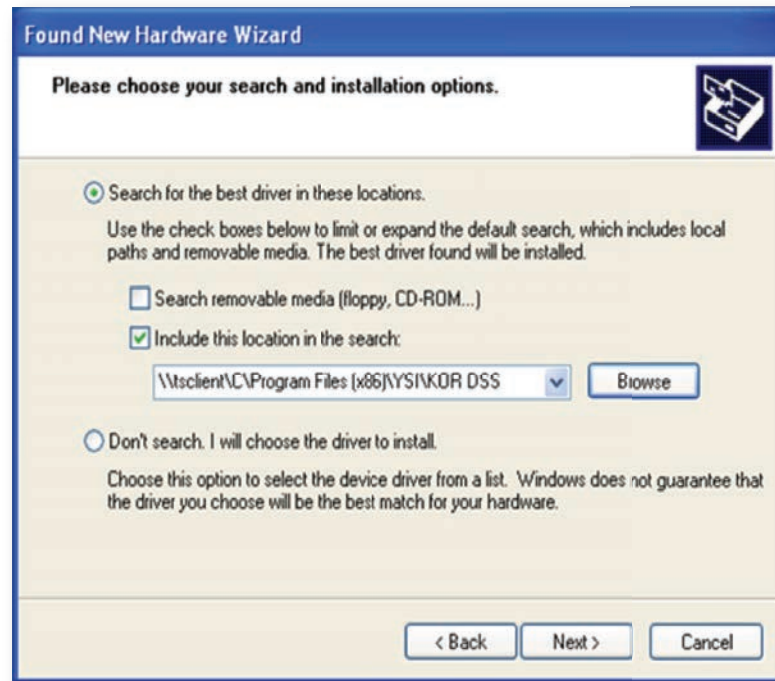 Found New Hardware Wizard
Please choose your search and installation options.
Search for the best driver in these locations.
Use the check boxes below to limit or expand the default search, which includes local
paths and removable media. The best driver found will be installed.
Search removable media (floppy, CD-ROM...)
Include this location in the search:
\\tsclient\C\Program Files (x86)\YSI\KOR DSS
Browse
Don't search. I will choose the driver to install.
Choose this option to select the device driver from a list. Windows does not guarantee that
the driver you choose will be the best match for your hardware.
< Back
Next >
Cancel